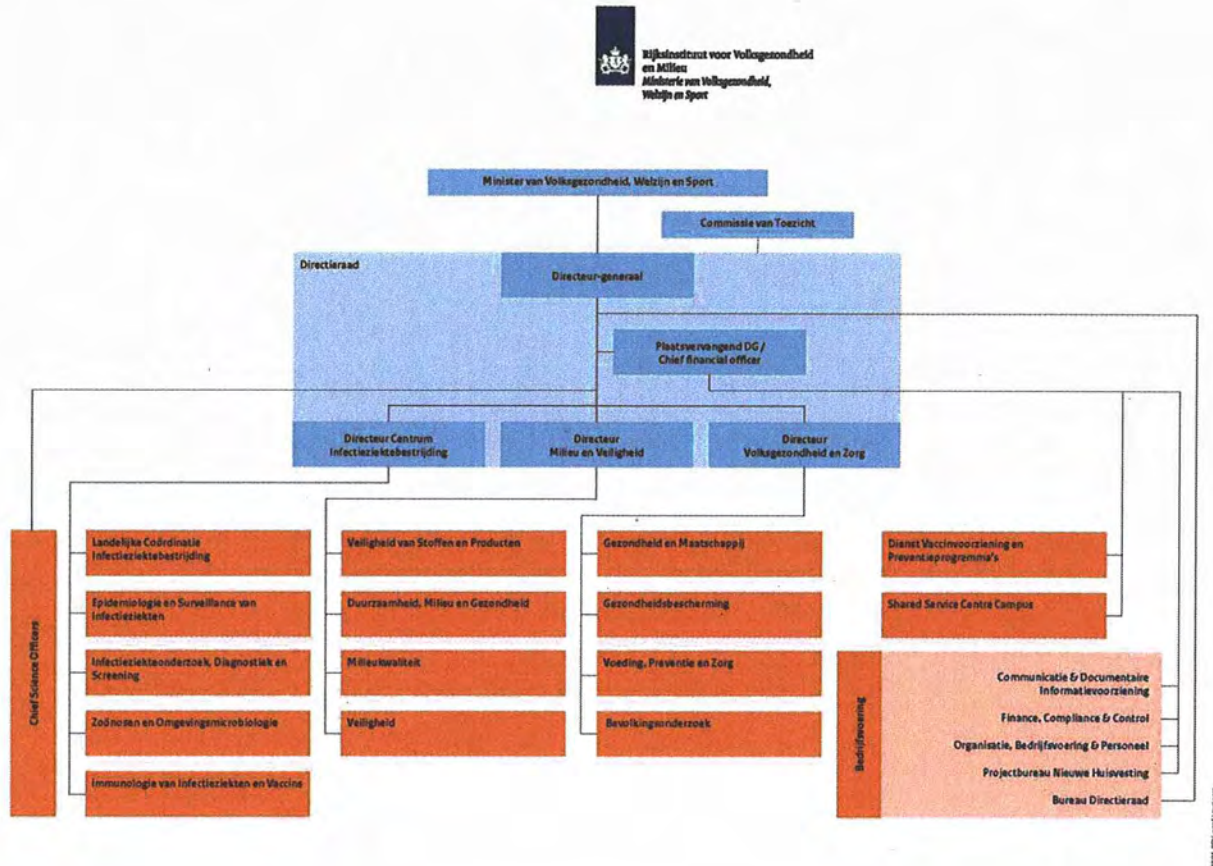 Rijksinstituut voor Volksgezondheid
en Milieu
Ministerie van Volksgezondheid,
Welzijn en Sport
Minister van Volksgezondheid, Welzijn en Sport
Commissie van Toezicht
Directieraad
Directeur-generaal
Plaatsvervangend DG /
Chief financial officer
Directeur Centrum
Infectieziektebestrijding
Directeur
Milieu en Veiligheid
Directeur
Volksgezondheid en Zorg
Chief Science Officers
Landelijke Coördinatie
Infectieziektebestrijding
Epidemiologie en Surveillance van
Infectieziekten
Infectieziekteonderzoek, Diagnostiek en
Screening
Zoönosen en Omgevingsmicrobiologie
Immunologie van Infectieziekten en Vaccins
Veiligheid van Stoffen en Producten
Duurzaamheid, Milieu en Gezondheid
Milieukwaliteit
Veiligheid
Gezondheid en Maatschappij
Gezondheidsbescherming
Voeding, Preventie en Zorg
Bevolkingsonderzoek
Dienst Vaccinvoorziening en
Preventieprogramma's
Shared Service Centre Campus
Bedrijfsvoering
Communicatie & Documentaire
Informatievoorziening
Finance, Compliance & Control
Organisatie, Bedrijfsvoering & Personeel
Projectbureau Nieuwe Huisvesting
Bureau Directieraad